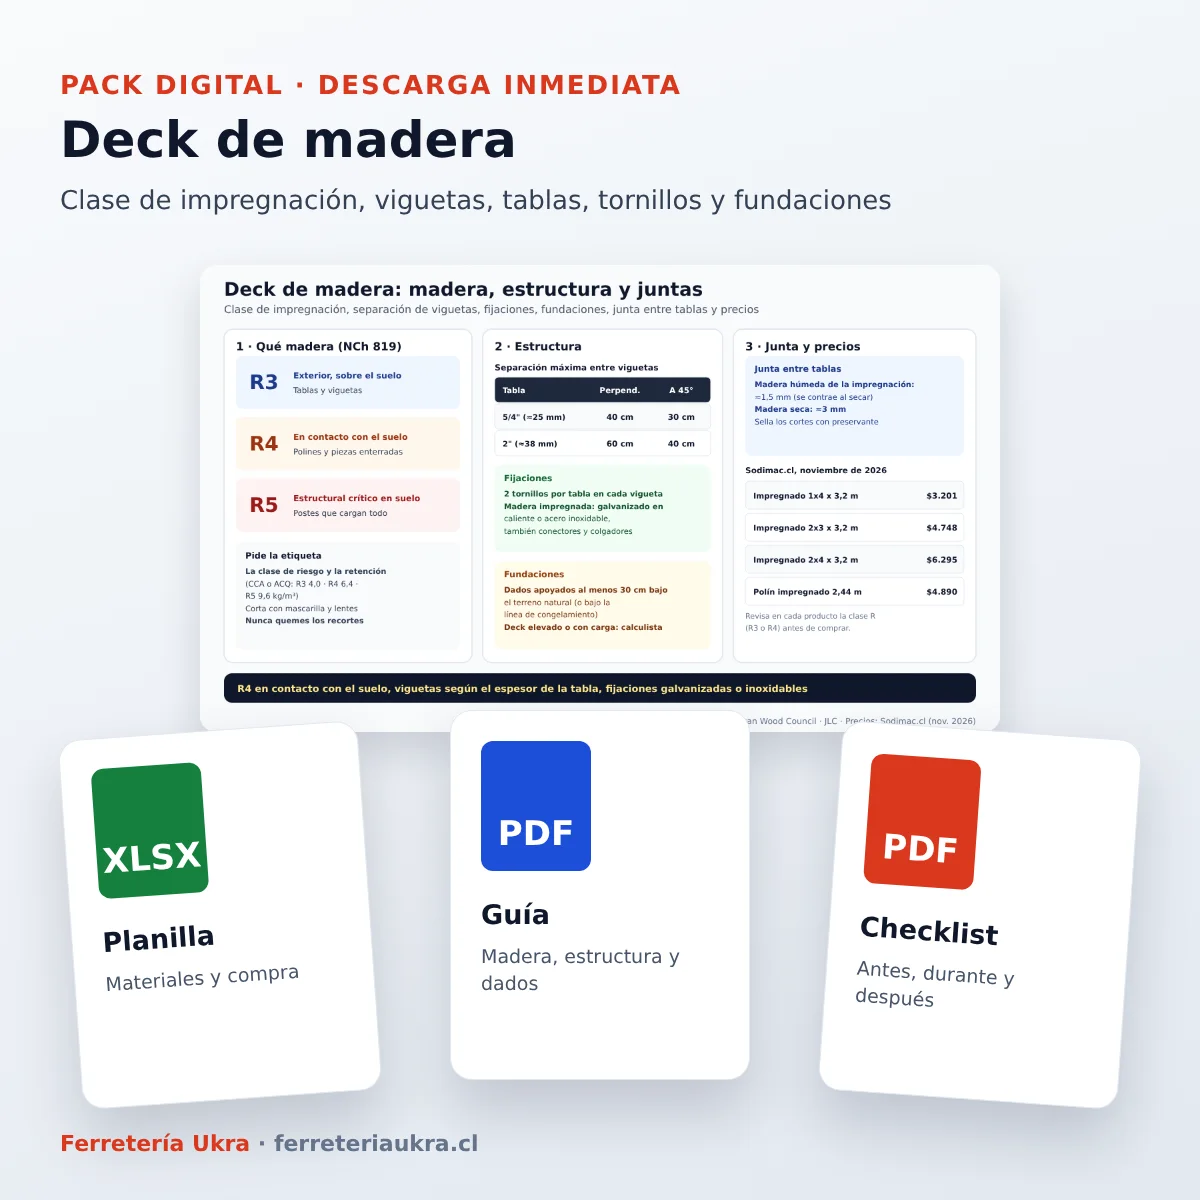 PACK DIGITAL · DESCARGA INMEDIATA
Deck de madera
Clase de impregnación, viguetas, tablas, tornillos y fundaciones
Deck de madera: madera, estructura y juntas
Clase de impregnación, separación de viguetas, fijaciones, fundaciones, junta entre tablas y precios
1 · Qué madera (NCh 819)
R3
Exterior, sobre el suelo
Tablas y viguetas
R4
En contacto con el suelo
Polines y piezas enterradas
R5
Estructural crítico en suelo
Postes que cargan todo
Pide la etiqueta
La clase de riesgo y la retención
(CCA o ACQ: R3 4,0 · R4 6,4 ·
R5 9,6 kg/m³)
Corta con mascarilla y lentes
Nunca quemes los recortes
2 · Estructura
Separación máxima entre viguetas
Tabla Perpend. A 45°
5/4" (≈25 mm) 40 cm 30 cm
2" (≈38 mm) 60 cm 40 cm
Fijaciones
2 tornillos por tabla en cada vigueta
Madera impregnada: galvanizado en
caliente o acero inoxidable,
también conectores y colgadores
Fundaciones
Dados apoyados al menos 30 cm bajo
el terreno natural (o bajo la
línea de congelamiento)
Deck elevado o con carga: calculista
3 · Junta y precios
Junta entre tablas
Madera húmeda de la impregnación:
≈1,5 mm (se contrae al secar)
Madera seca: ≈3 mm
Sella los cortes con preservante
Sodimac.cl, noviembre de 2026
Impregnado 1x4 x 3,2 m $3.201
Impregnado 2x3 x 3,2 m $4.748
Impregnado 2x4 x 3,2 m $6.295
Polín impregnado 2,44 m $4.890
Revisa en cada producto la clase R
(R3 o R4) antes de comprar.
R4 en contacto con el suelo, viguetas según el espesor de la tabla, fijaciones galvanizadas o inoxidables
an Wood Council · JLC · Precios: Sodimac.cl (nov. 2026)
XLSX
Planilla
Materiales y compra
PDF
Guía
Madera, estructura y
dados
PDF
Checklist
Antes, durante y
después
Ferretería Ukra · ferreteriaukra.cl